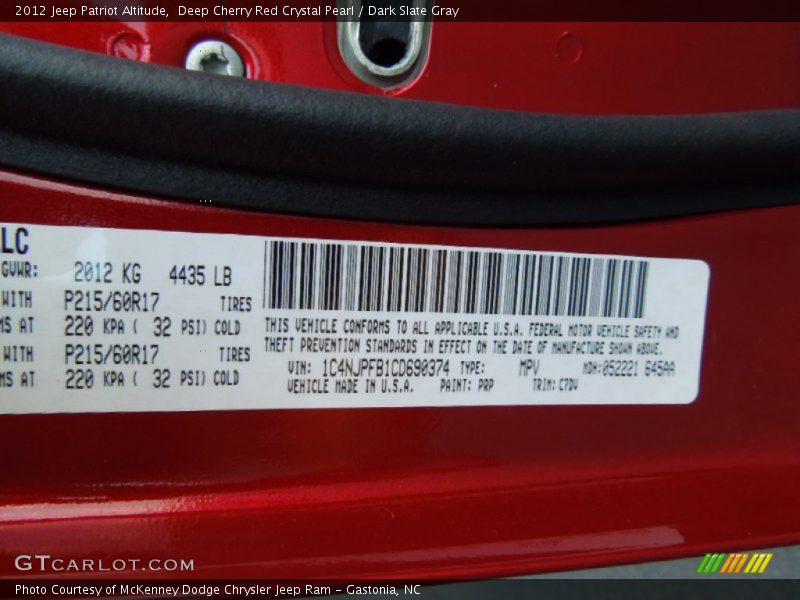 2012 Jeep Patriot Altitude, Deep Cherry Red Crystal Pearl / Dark Slate Gray
LC
GVWR: 2012 KG 4435 LB
WITH P215/60R17 TIRES
MS AT 220 KPA ( 32 PSI) COLD
WITH P215/60R17 TIRES
MS AT 220 KPA ( 32 PSI) COLD
THIS VEHICLE CONFORMS TO ALL APPLICABLE U.S.A. FEDERAL MOTOR VEHICLE SAFETY AND
THEFT PREVENTION STANDARDS IN EFFECT ON THE DATE OF MANUFACTURE SHOWN ABOVE.
VIN: 1C4NJPFB1CD690374 TYPE: MPV MDH:052221 645AA
VEHICLE MADE IN U.S.A. PAINT: PRP TRIM: C7DV
GTCARLOT.COM
Photo Courtesy of McKenney Dodge Chrysler Jeep Ram - Gastonia, NC